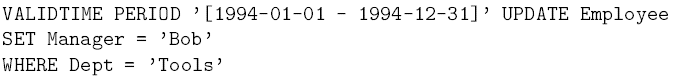 VALIDTIME PERIOD '[1994-01-01 - 1994-12-31]' UPDATE Employee
SET Manager = 'Bob'
WHERE Dept = 'Tools'